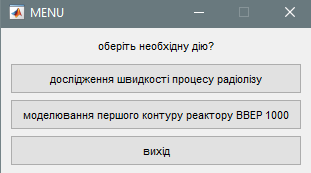 MENU
оберіть необхідну дію?
дослідження швидкості процесу радіолізу
моделювання першого контуру реактору ВВЕР 1000
вихід